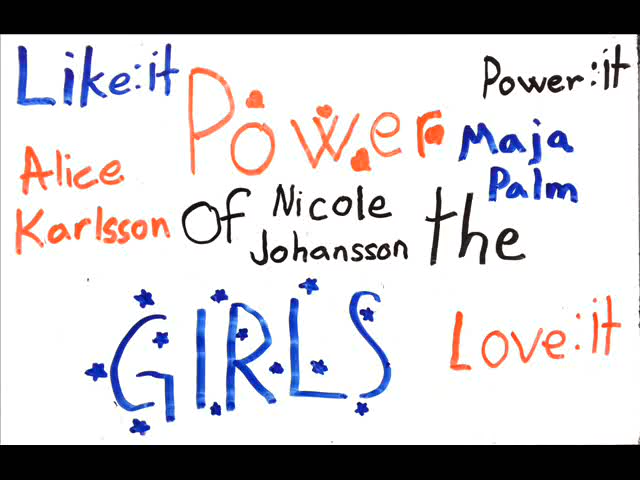 Like:it
Power:it
Power
Alice
Karlsson
Maja
Palm
Of
Nicole
Johansson
the
GIRLS
Love:it